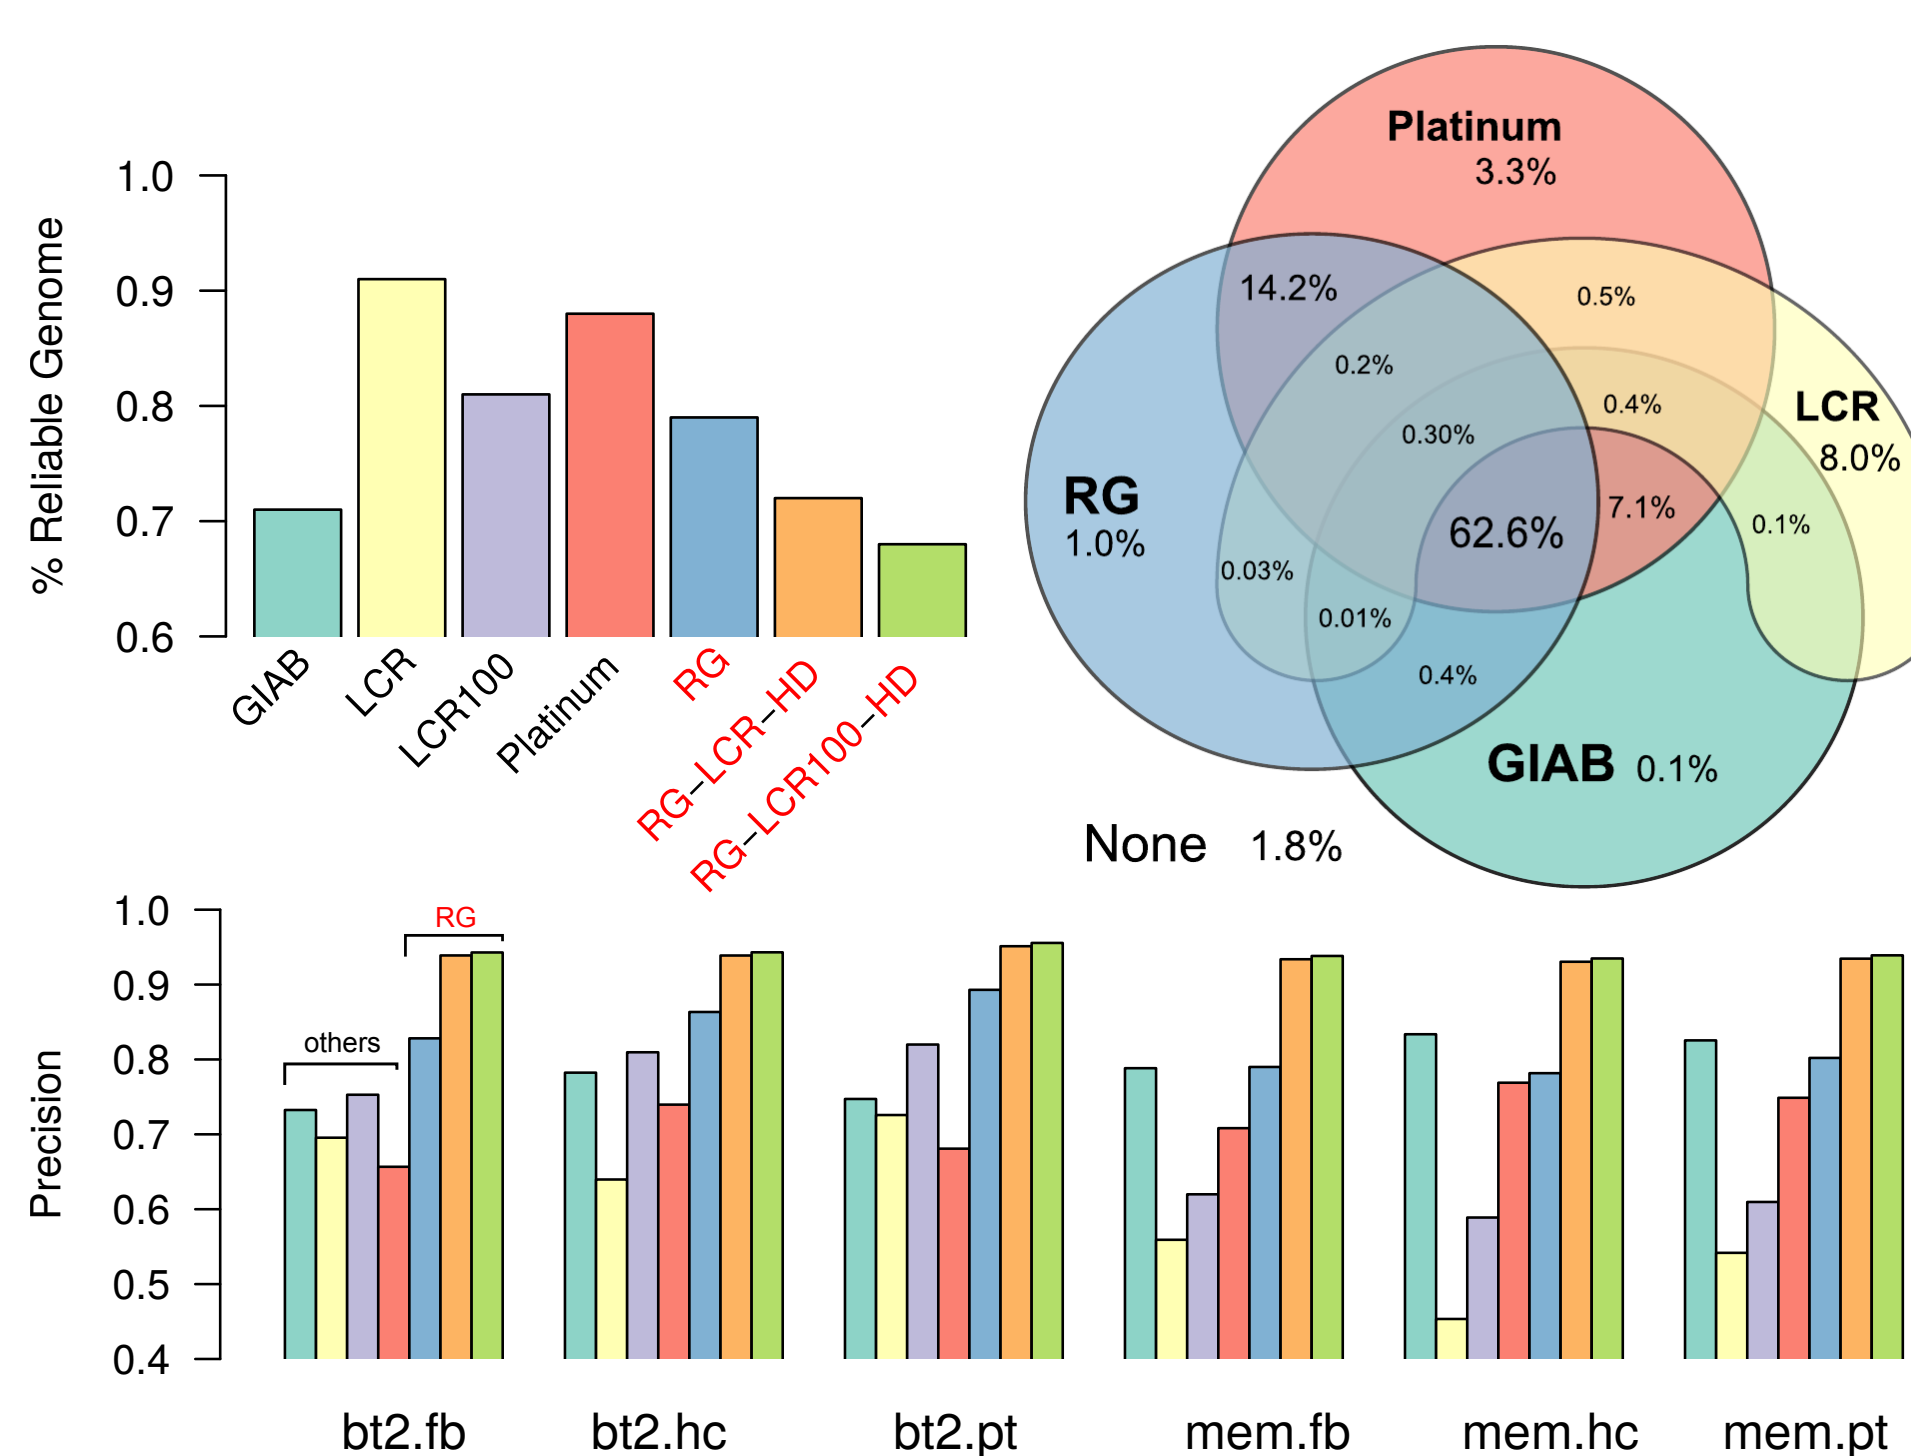 % Reliable Genome
1.0
0.9
0.8
0.7
0.6
GIAB
LCR
LCR100
Platinum
RG
RG-LCR-HD
RG-LCR100-HD
Platinum
3.3%
14.2%
0.5%
0.2%
0.4%
LCR
8.0%
0.30%
RG
1.0%
62.6%
7.1%
0.1%
0.03%
0.01%
0.4%
GIAB 0.1%
None 1.8%
Precision
1.0
0.9
0.8
0.7
0.6
0.5
0.4
others
RG
bt2.fb
bt2.hc
bt2.pt
mem.fb
mem.hc
mem.pt